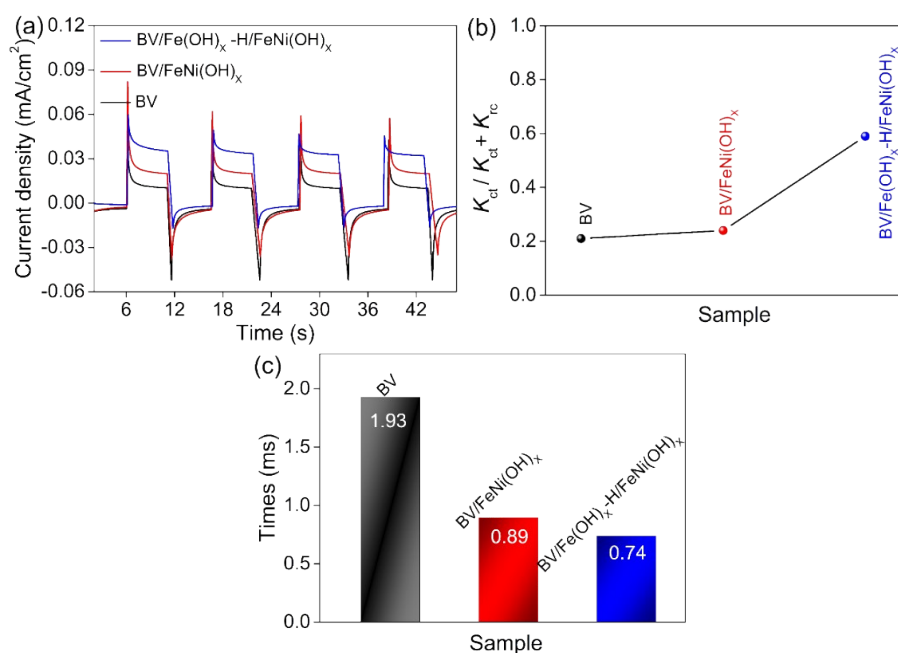 (a)
0.12
0.09
0.06
0.03
0.00
-0.03
-0.06
Current density (mA/cm²)
BV/Fe(OH)ₓ -H/FeNi(OH)ₓ
BV/FeNi(OH)ₓ
BV
6 12 18 24 30 36 42
Time (s)
(b)
1.0
0.8
0.6
0.4
0.2
0.0
K_ct / K_ct + K_rc
BV
BV/FeNi(OH)ₓ
BV/Fe(OH)ₓ-H/FeNi(OH)ₓ
Sample
(c)
2.0
1.5
1.0
0.5
0.0
Times (ms)
BV
1.93
BV/FeNi(OH)ₓ
0.89
BV/Fe(OH)ₓ-H/FeNi(OH)ₓ
0.74
Sample